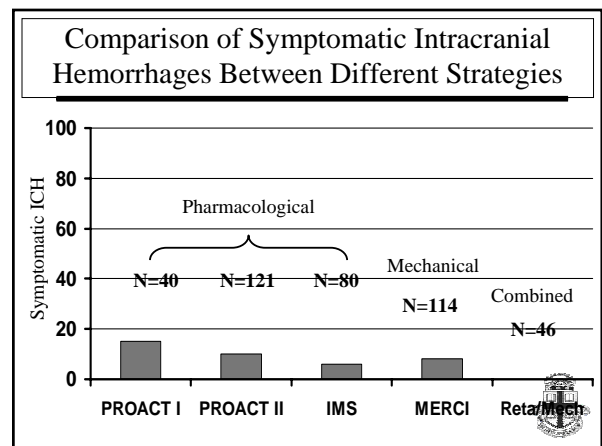 Comparison of Symptomatic Intracranial
Hemorrhages Between Different Strategies
Symptomatic ICH
100
80
60
40
20
0
Pharmacological
N=40 N=121 N=80
Mechanical
N=114
Combined
N=46
PROACT I PROACT II IMS MERCI Reta/Mech